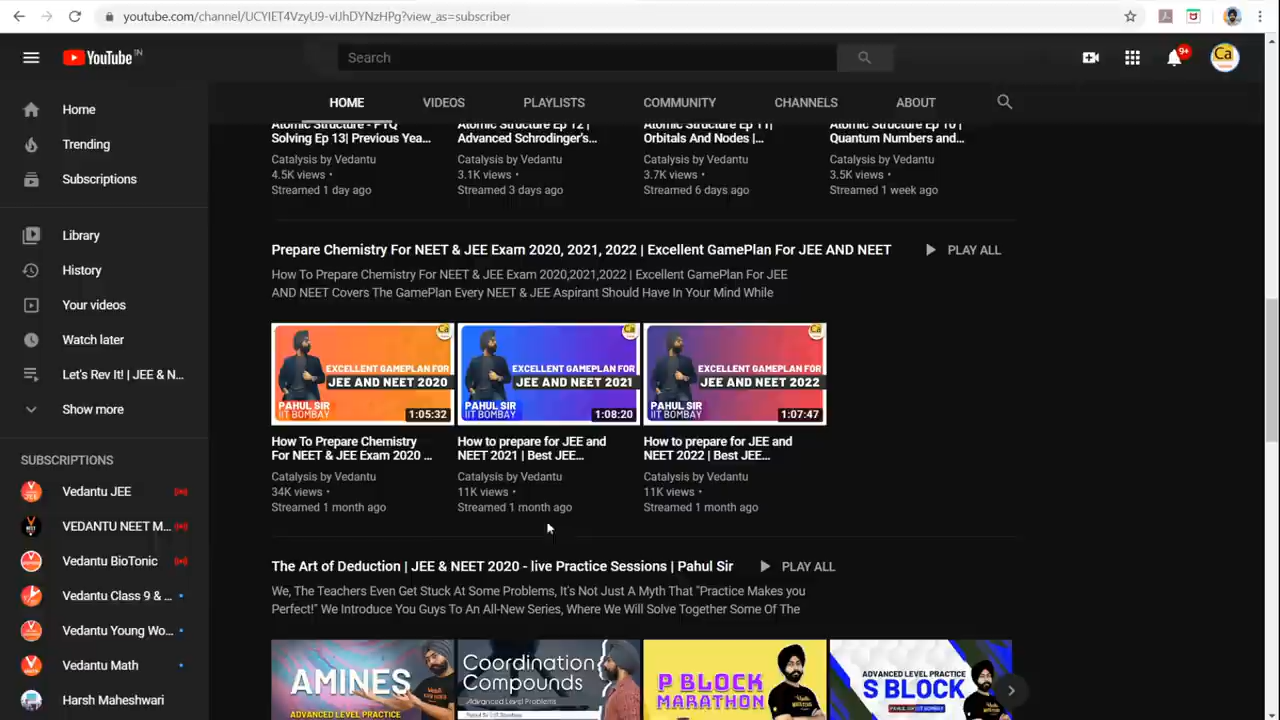 youtube.com/channel/UCYIET4VzyU9-vIJhDYNzHPg?view_as=subscriber
YouTube IN
Search
9+
Ca
HOME VIDEOS PLAYLISTS COMMUNITY CHANNELS ABOUT
Home
Trending
Subscriptions
Library
History
Your videos
Watch later
Let's Rev It! | JEE & N...
Show more
SUBSCRIPTIONS
Vedantu JEE
VEDANTU NEET M...
Vedantu BioTonic
Vedantu Class 9 & ...
Vedantu Young Wo...
Vedantu Math
Harsh Maheshwari
Atomic Structure - PYQ
Solving Ep 13| Previous Yea...
Catalysis by Vedantu
4.5K views •
Streamed 1 day ago
Atomic Structure Ep 12 |
Advanced Schrodinger's...
Catalysis by Vedantu
3.1K views •
Streamed 3 days ago
Atomic Structure Ep 11|
Orbitals And Nodes |...
Catalysis by Vedantu
3.7K views •
Streamed 6 days ago
Atomic Structure Ep 10 |
Quantum Numbers and...
Catalysis by Vedantu
3.5K views •
Streamed 1 week ago
Prepare Chemistry For NEET & JEE Exam 2020, 2021, 2022 | Excellent GamePlan For JEE AND NEET
PLAY ALL
How To Prepare Chemistry For NEET & JEE Exam 2020,2021,2022 | Excellent GamePlan For JEE
AND NEET Covers The GamePlan Every NEET & JEE Aspirant Should Have In Your Mind While
Ca
EXCELLENT GAMEPLAN FOR
JEE AND NEET 2020
PAHUL SIR
IIT BOMBAY
1:05:32
How To Prepare Chemistry
For NEET & JEE Exam 2020 ...
Catalysis by Vedantu
34K views •
Streamed 1 month ago
Ca
EXCELLENT GAMEPLAN FOR
JEE AND NEET 2021
PAHUL SIR
IIT BOMBAY
1:08:20
How to prepare for JEE and
NEET 2021 | Best JEE...
Catalysis by Vedantu
11K views •
Streamed 1 month ago
Ca
EXCELLENT GAMEPLAN FOR
JEE AND NEET 2022
PAHUL SIR
IIT BOMBAY
1:07:47
How to prepare for JEE and
NEET 2022 | Best JEE...
Catalysis by Vedantu
11K views •
Streamed 1 month ago
The Art of Deduction | JEE & NEET 2020 - live Practice Sessions | Pahul Sir
PLAY ALL
We, The Teachers Even Get Stuck At Some Problems, It's Not Just A Myth That "Practice Makes you
Perfect!" We Introduce You Guys To An All-New Series, Where We Will Solve Together Some Of The
AMINES
ADVANCED LEVEL PRACTICE
Coordination
Compounds
Advanced Level Problems
P BLOCK
MARATHON
ADVANCED LEVEL PRACTICE
S BLOCK
PAHUL SIR IIT BOMBAY